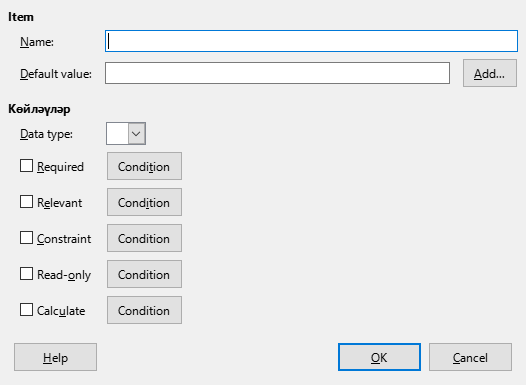 Item
Name:
Default value: Add...
Көйләүләр
Data type:
Required Condition
Relevant Condition
Constraint Condition
Read-only Condition
Calculate Condition
Help OK Cancel